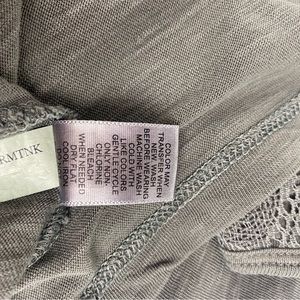 RMTNK
COLOR MAY
TRANSFER WHEN
NEW. WASH
BEFORE WEARING
MACHINE WASH
COLD WITH
LIKE COLORS
GENTLE CYCLE
ONLY NON-
CHLORINE
BLEACH
WHEN NEEDED
DRY FLAT
COOL IRON